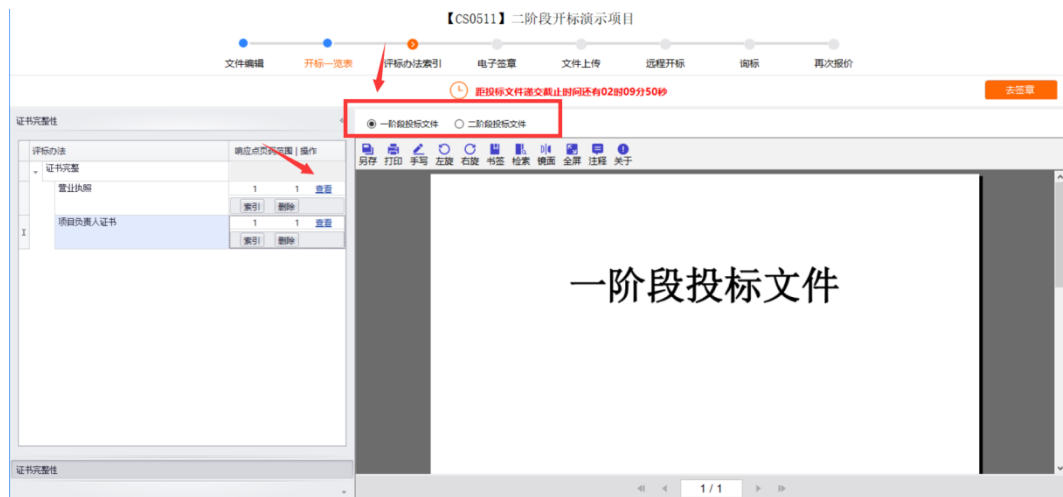 【CS0511】二阶段开标演示项目
文件编辑 开标一览表 评标办法索引 电子签章 文件上传 远程开标 询标 再次报价
距投标文件递交截止时间还有02时09分50秒 去签章
证书完整性
一阶段投标文件 二阶段投标文件
评标办法 响应点页码范围 | 操作
另存 打印 手写 左旋 右旋 书签 检索 镜面 全屏 注释 关于
证书完整
营业执照 1 1 查看
索引 删除
项目负责人证书 1 1 查看
索引 删除
一阶段投标文件
证书完整性
1 / 1